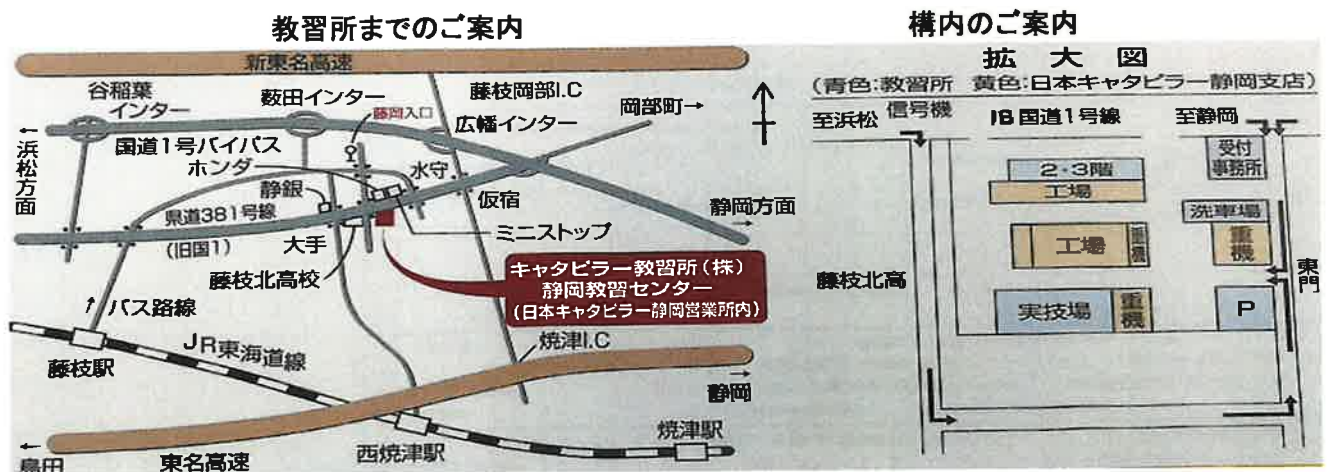 教習所までのご案内
新東名高速
谷稲葉
インター
薮田インター
藤岡入口
藤枝岡部I.C
岡部町→
広幡インター
←
浜松方面
国道1号バイパス
ホンダ
水守
静銀
仮宿
県道381号線
(旧国1)
静岡方面
→
大手
ミニストップ
藤枝北高校
キャタピラー教習所(株)
静岡教習センター
(日本キャタピラー静岡営業所内)
バス路線
焼津I.C
JR東海道線
藤枝駅
静岡
→
西焼津駅
焼津駅
←
島田
東名高速
構内のご案内
拡大図
(青色:教習所 黄色:日本キャタピラー静岡支店)
至浜松
信号機
旧国道1号線
至静岡
受付
事務所
2・3階
工場
洗車場
工場
重機
重機
藤枝北高
東門
実技場
重機
P